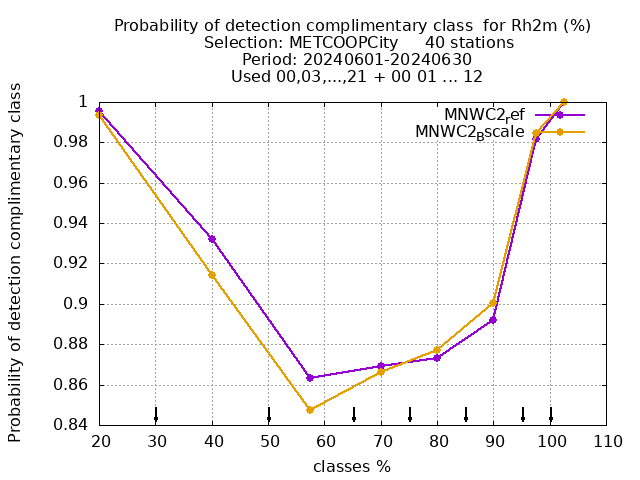 Probability of detection complimentary class  for Rh2m (%)
Selection: METCOOPCity     40 stations
Period: 20240601-20240630
Used 00,03,...,21 + 00 01 ... 12
Probability of detection complimentary class
1
0.98
0.96
0.94
0.92
0.9
0.88
0.86
0.84
MNWC2ref
MNWC2Bscale
20 30 40 50 60 70 80 90 100 110
classes %